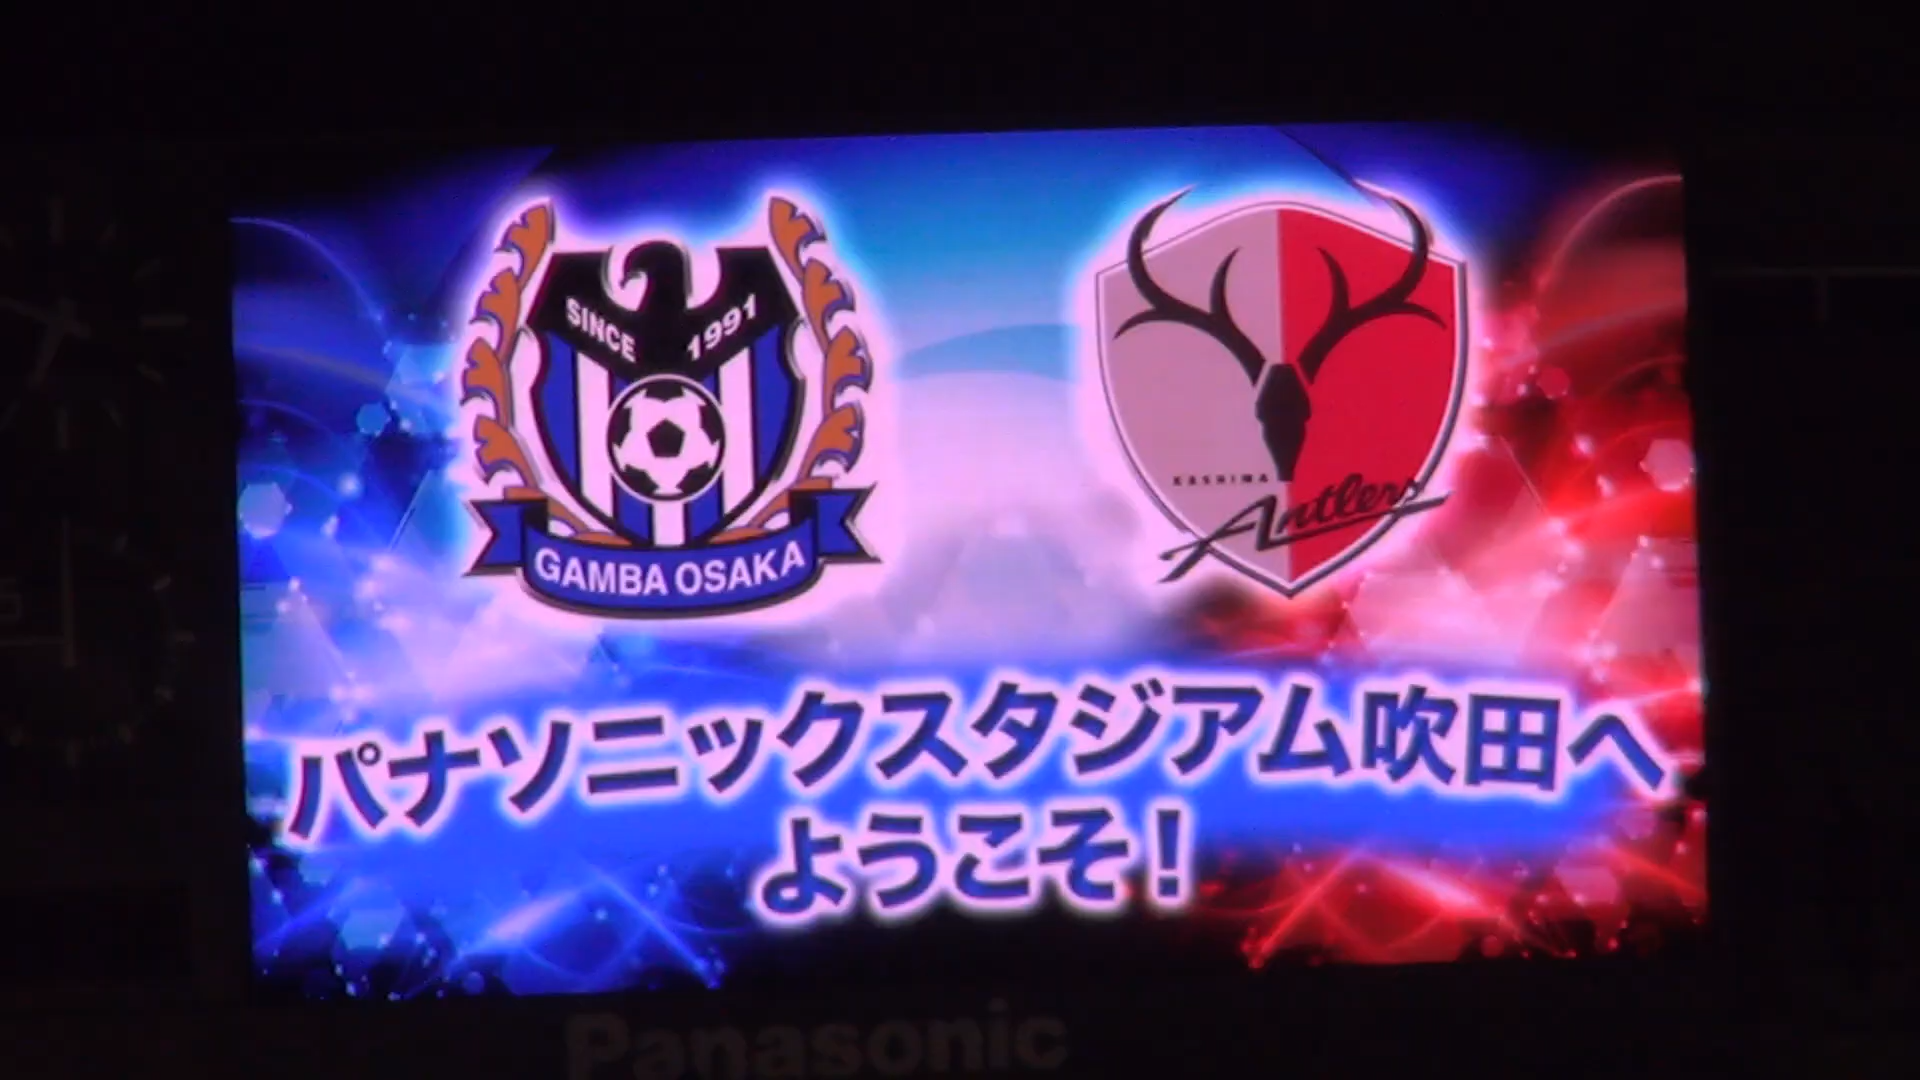 SINCE 1991
GAMBA OSAKA
KASHIMA
Antlers
パナソニックスタジアム吹田へ
ようこそ!
Panasonic